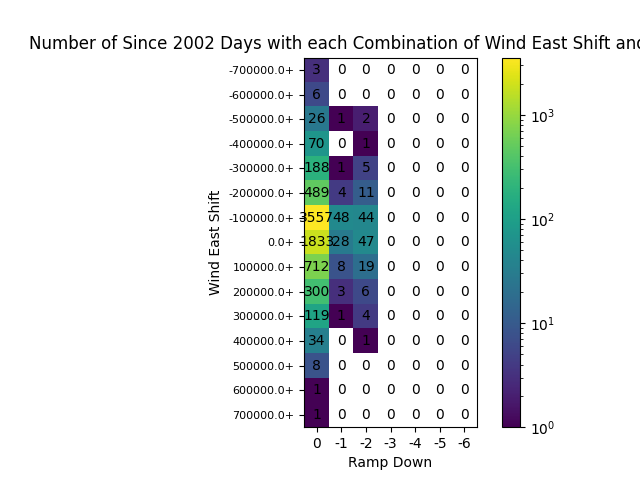 Number of Since 2002 Days with each Combination of Wind East Shift and
-700000.0+ 3 0 0 0 0 0 0
-600000.0+ 6 0 0 0 0 0 0
-500000.0+ 26 1 2 0 0 0 0
-400000.0+ 70 0 1 0 0 0 0
-300000.0+ 188 1 5 0 0 0 0
-200000.0+ 489 4 11 0 0 0 0
-100000.0+ 3557 48 44 0 0 0 0
0.0+ 1833 28 47 0 0 0 0
100000.0+ 712 8 19 0 0 0 0
200000.0+ 300 3 6 0 0 0 0
300000.0+ 119 1 4 0 0 0 0
400000.0+ 34 0 1 0 0 0 0
500000.0+ 8 0 0 0 0 0 0
600000.0+ 1 0 0 0 0 0 0
700000.0+ 1 0 0 0 0 0 0
0 -1 -2 -3 -4 -5 -6
Ramp Down
Wind East Shift
10³
10²
10¹
10⁰